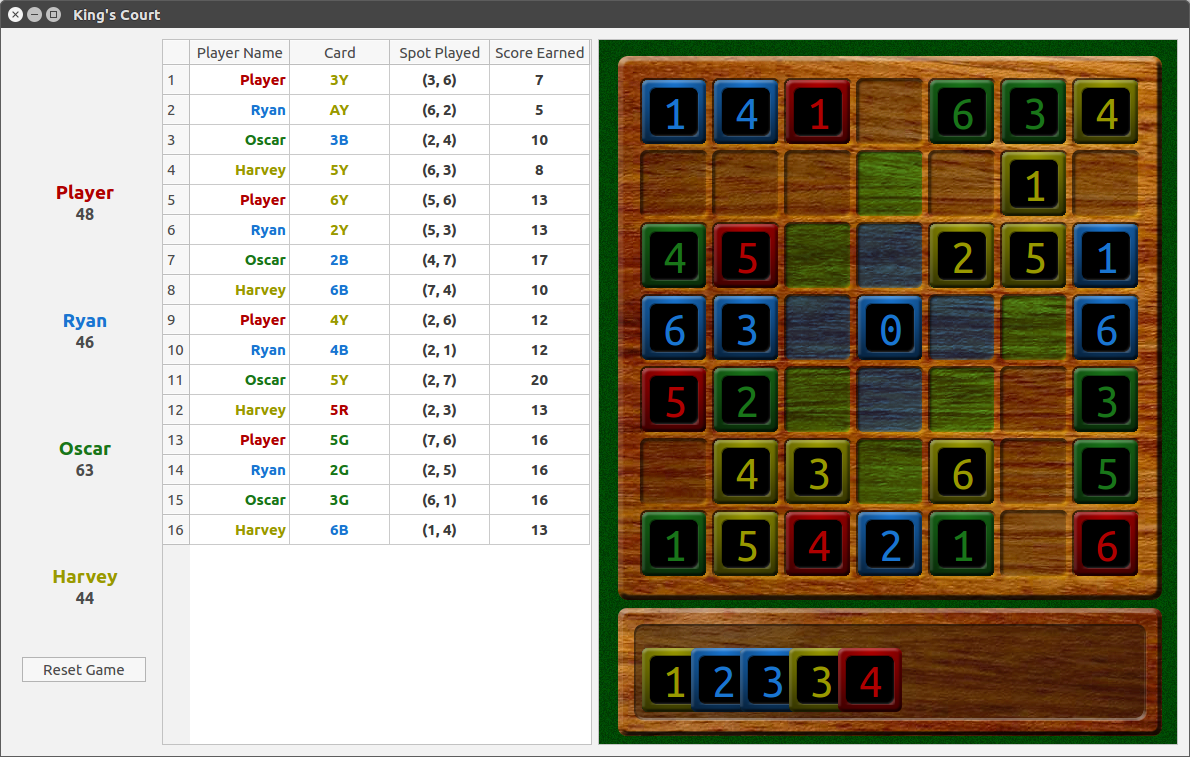 King's Court
Player Name Card Spot Played Score Earned
1 Player 3Y (3, 6) 7
2 Ryan AY (6, 2) 5
3 Oscar 3B (2, 4) 10
4 Harvey 5Y (6, 3) 8
5 Player 6Y (5, 6) 13
6 Ryan 2Y (5, 3) 13
7 Oscar 2B (4, 7) 17
8 Harvey 6B (7, 4) 10
9 Player 4Y (2, 6) 12
10 Ryan 4B (2, 1) 12
11 Oscar 5Y (2, 7) 20
12 Harvey 5R (2, 3) 13
13 Player 5G (7, 6) 16
14 Ryan 2G (2, 5) 16
15 Oscar 3G (6, 1) 16
16 Harvey 6B (1, 4) 13
Player
48
Ryan
46
Oscar
63
Harvey
44
Reset Game
1 4 1 6 3 4
1
4 5 2 5 1
6 3 0 6
5 2 3
4 3 6 5
1 5 4 2 1 6
1 2 3 3 4